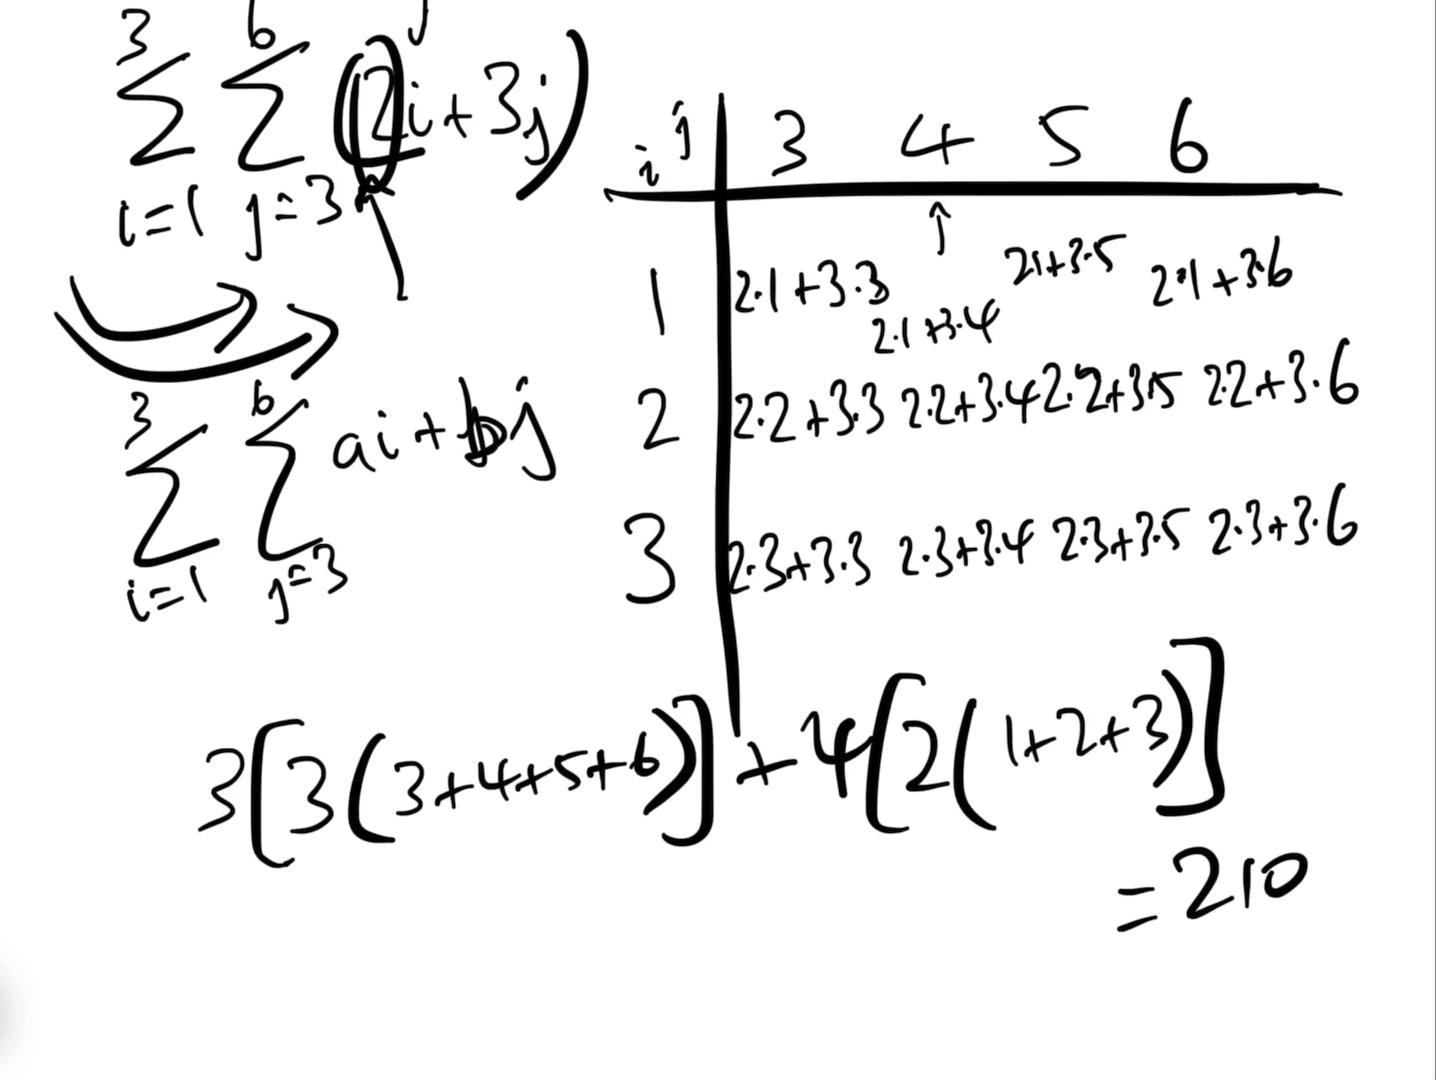 3 6
∑ ∑ (2i+3j)
i=1 j=3
i j 3 4 5 6
↑
1 2·1+3·3 2·1+3·4 2·1+3·5 2·1+3·6
2 2·2+3·3 2·2+3·4 2·2+3·5 2·2+3·6
3 2·3+3·3 2·3+3·4 2·3+3·5 2·3+3·6
3 6
∑ ∑ ai+bj
i=1 j=3
3[3(3+4+5+6)]+4[2(1+2+3)]
=210